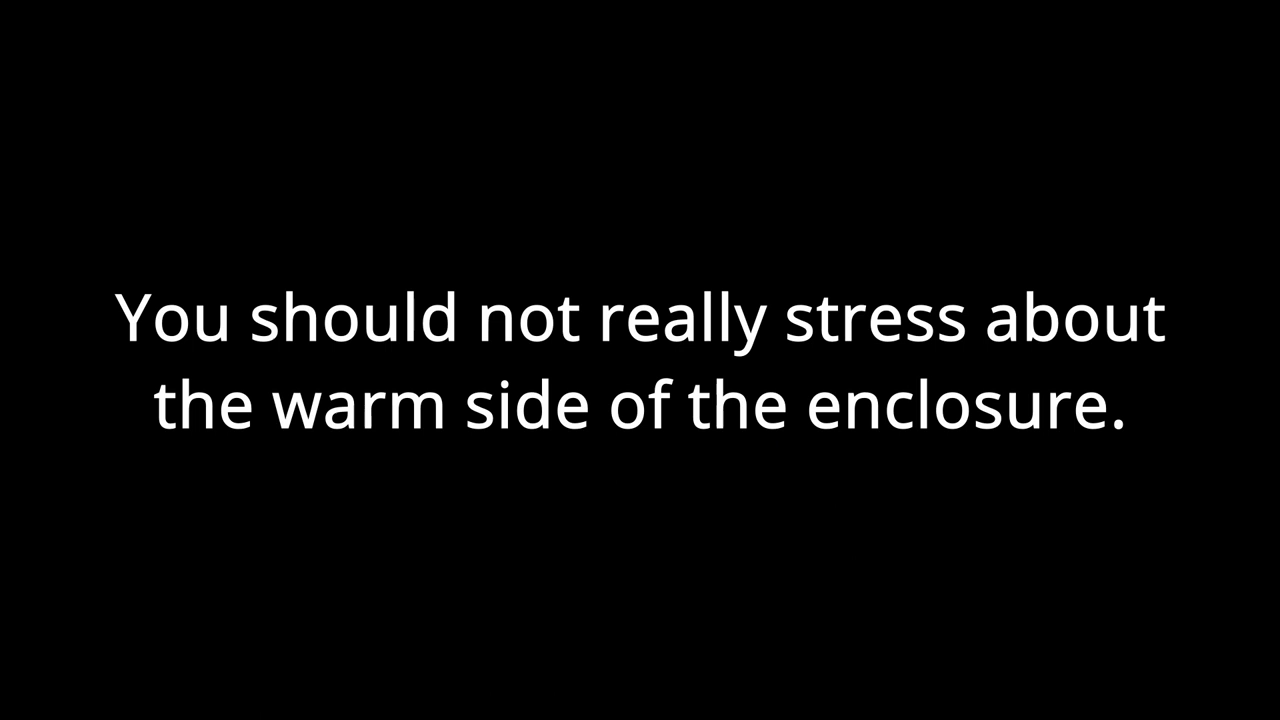 You should not really stress about
the warm side of the enclosure.